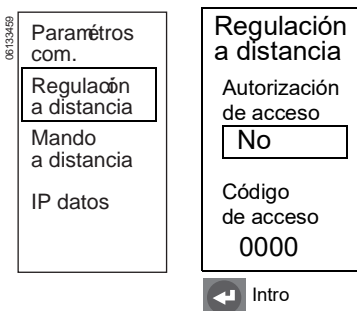 06133459
Paramétros
com.
Regulación
a distancia
Mando
a distancia
IP datos
Regulación
a distancia
Autorización
de acceso
No
Código
de acceso
0000
Intro